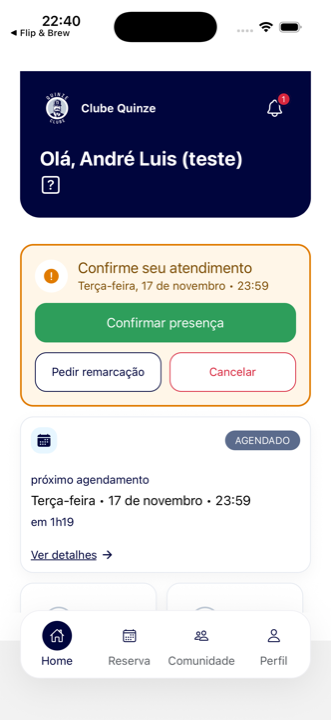 22:40
◀ Flip & Brew
QUINZE
CLUBE
Clube Quinze
1
Olá, André Luis (teste)
?
Confirme seu atendimento
Terça-feira, 17 de novembro • 23:59
Confirmar presença
Pedir remarcação
Cancelar
AGENDADO
próximo agendamento
Terça-feira • 17 de novembro • 23:59
em 1h19
Ver detalhes →
Home
Reserva
Comunidade
Perfil